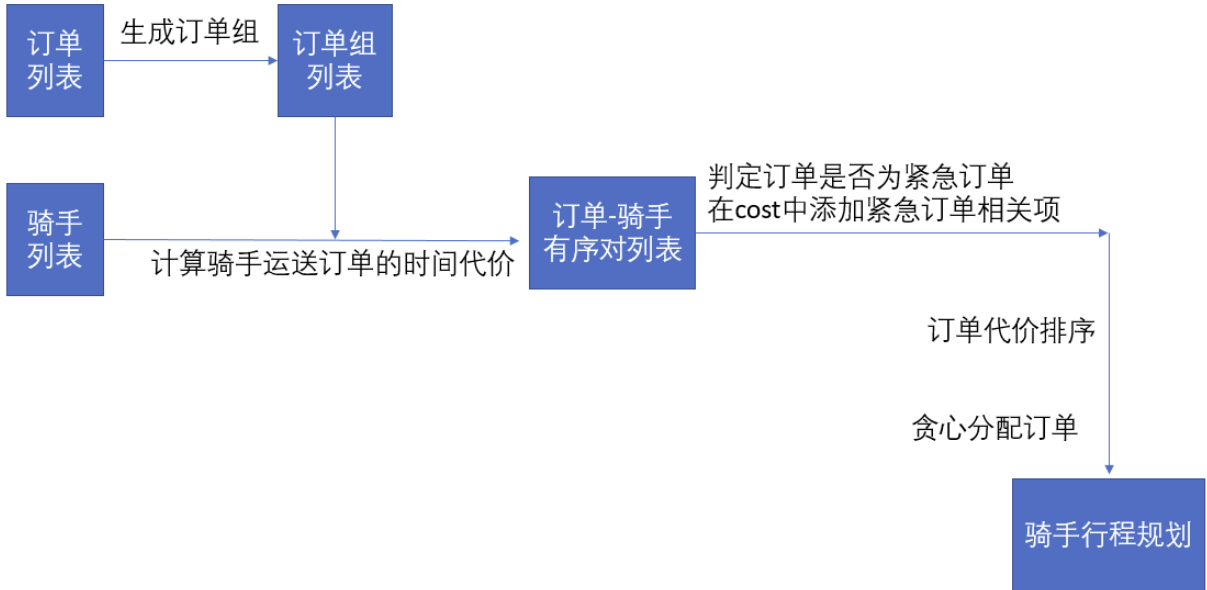 订单
列表
生成订单组
订单组
列表
骑手
列表
计算骑手运送订单的时间代价
订单-骑手
有序对列表
判定订单是否为紧急订单
在cost中添加紧急订单相关项
订单代价排序
贪心分配订单
骑手行程规划